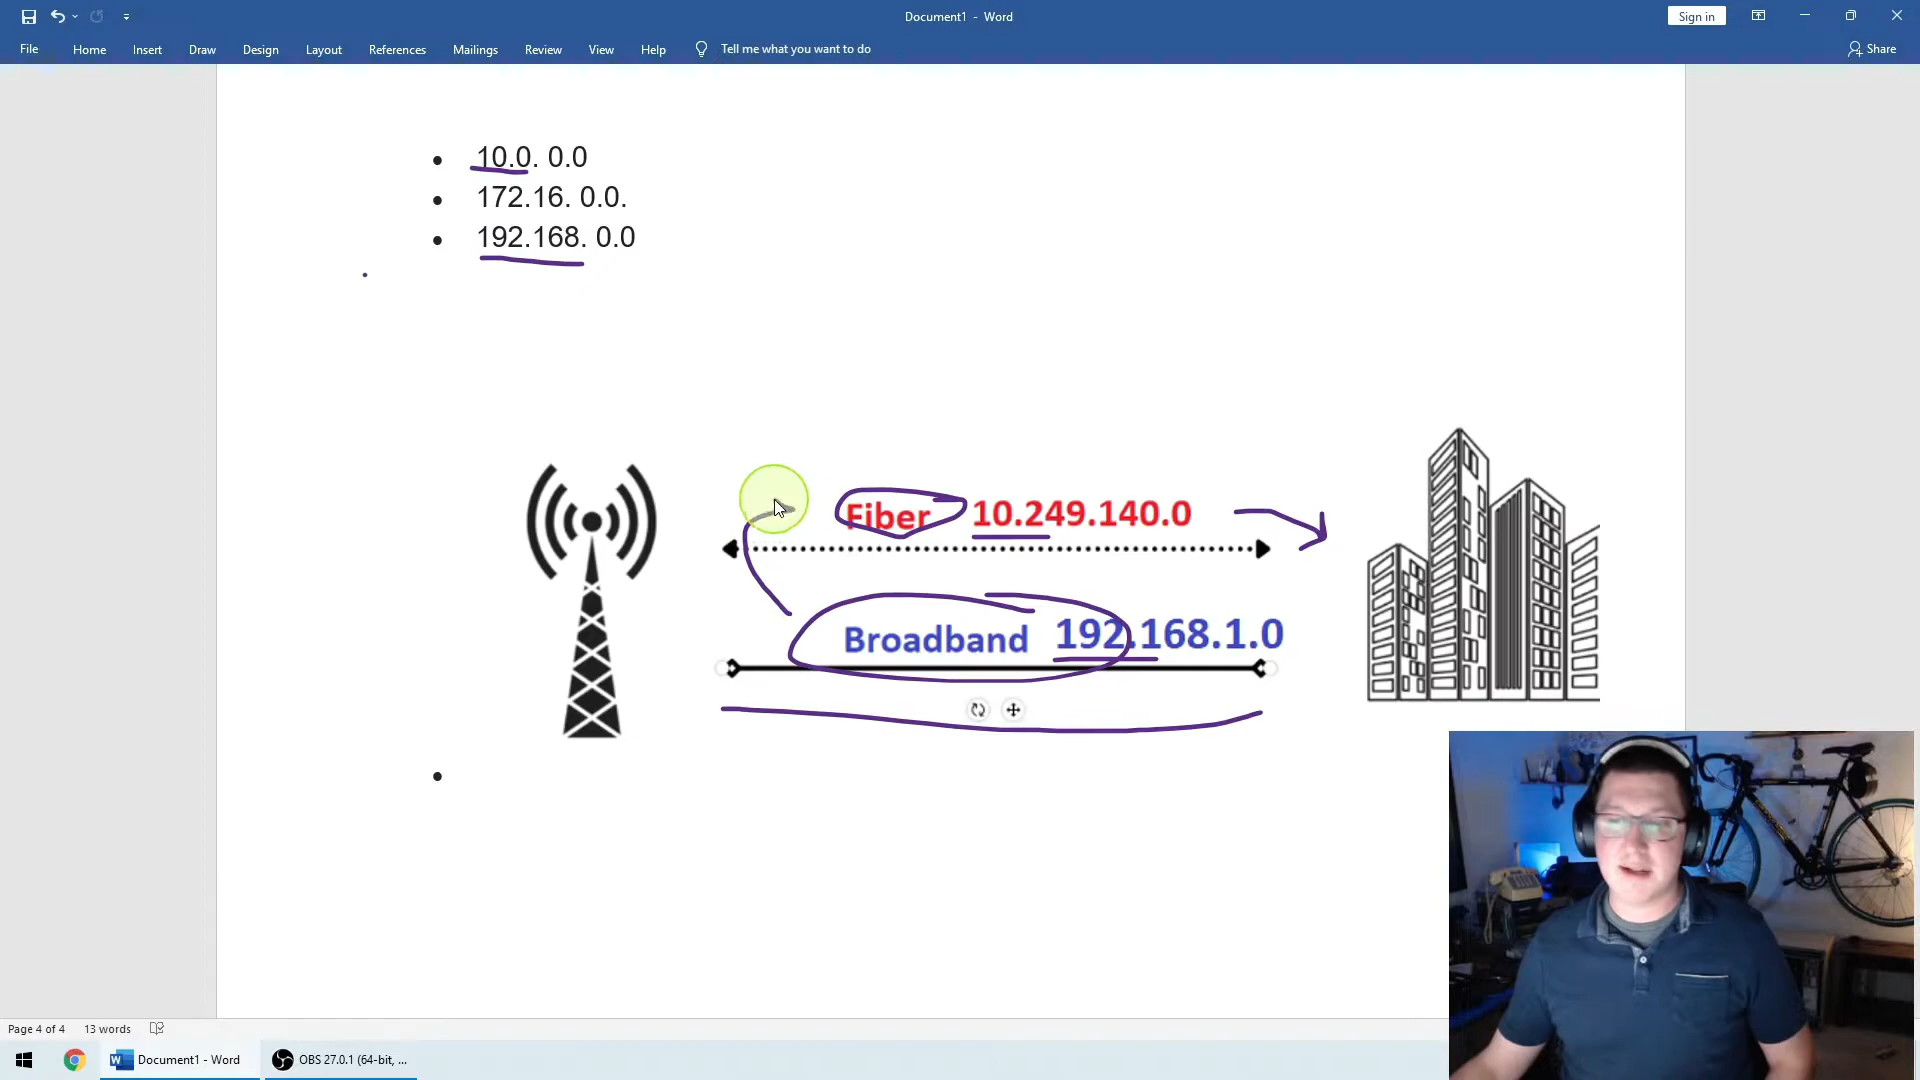 Document1 - Word
Sign in
File Home Insert Draw Design Layout References Mailings Review View Help Tell me what you want to do Share
10.0. 0.0
172.16. 0.0.
192.168. 0.0
Fiber 10.249.140.0
Broadband 192.168.1.0
Page 4 of 4 13 words
Document1 - Word OBS 27.0.1 (64-bit, ...